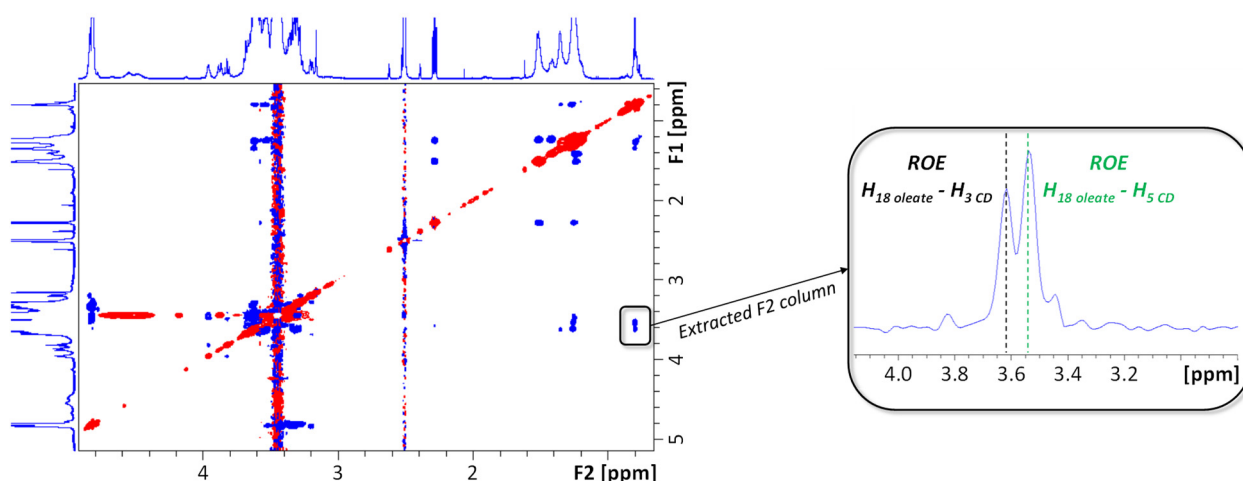 F1 [ppm]
2
3
4
5
4
3
2
F2 [ppm]
Extracted F2 column
ROE
H18 oleate - H3 CD
ROE
H18 oleate - H5 CD
4.0 3.8 3.6 3.4 3.2 [ppm]